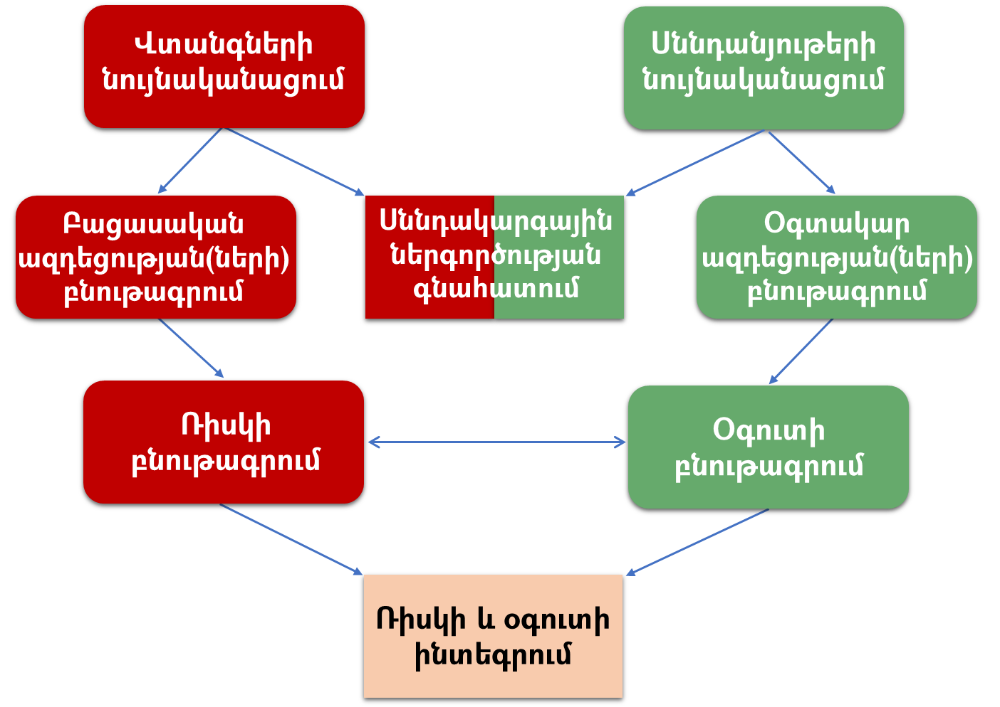 Վտանգների
նույնականացում
Սննդանյութերի
նույնականացում
Բացասական
ազդեցության(ների)
բնութագրում
Սննդակարգային
ներգործության
գնահատում
Օգտակար
ազդեցության(ների)
բնութագրում
Ռիսկի
բնութագրում
Օգուտի
բնութագրում
Ռիսկի և օգուտի
ինտեգրում